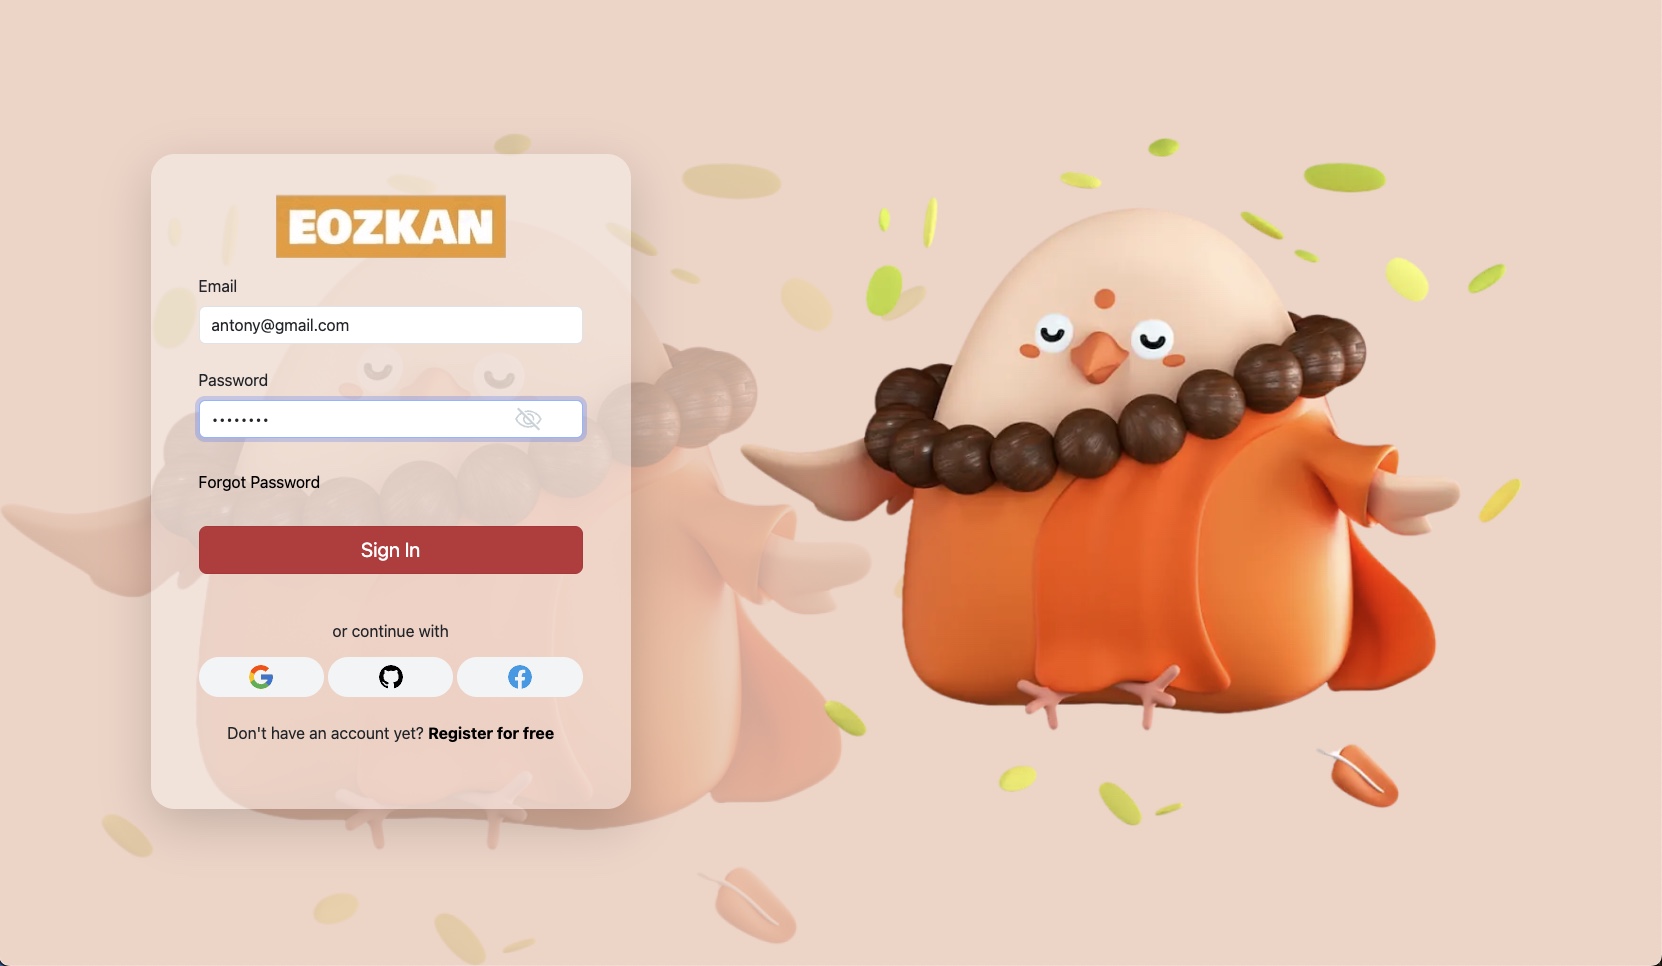 EOZKAN
Email
antony@gmail.com
Password
••••••••
Forgot Password
Sign In
or continue with
Don't have an account yet? Register for free